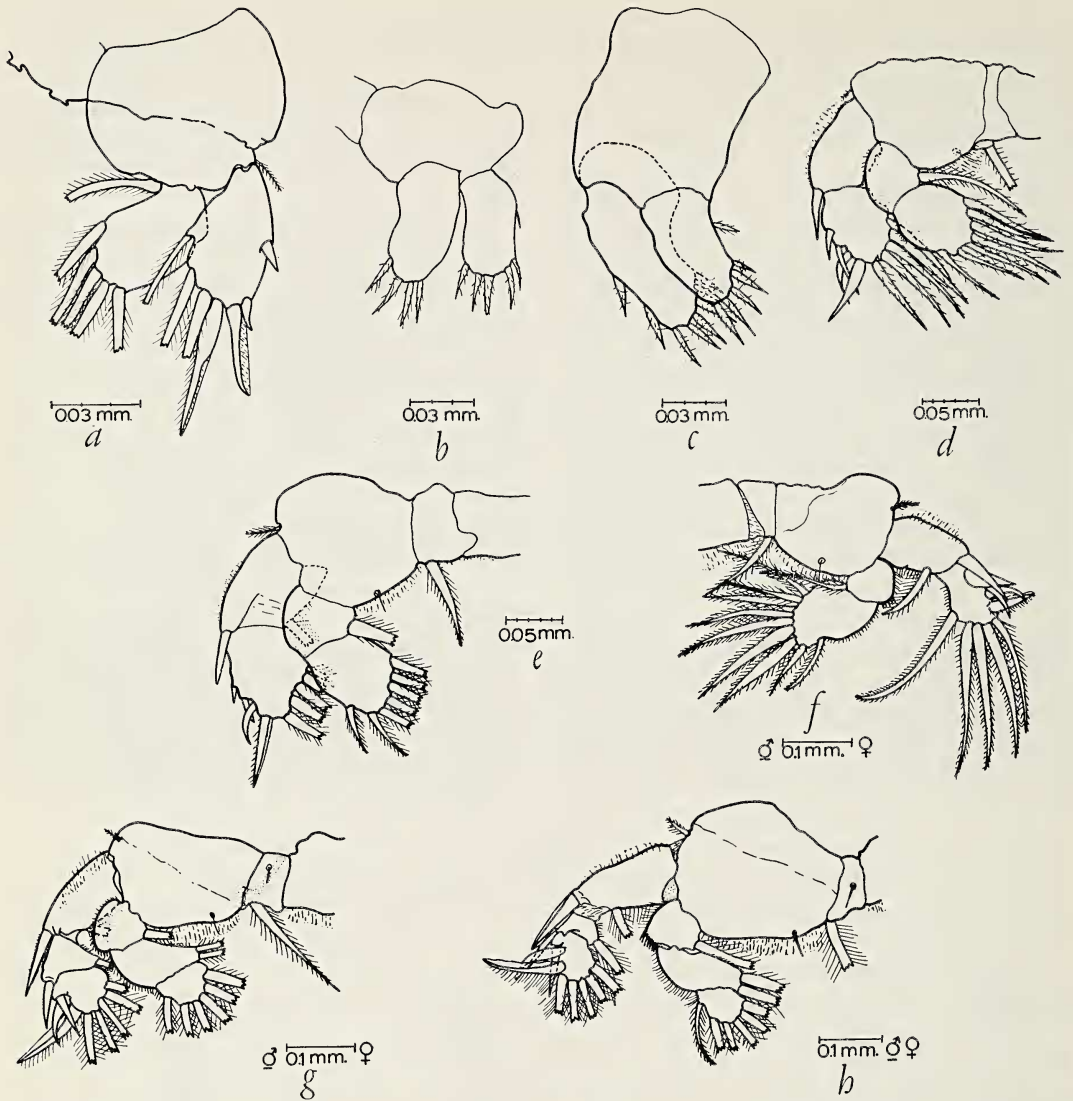 0.03 mm.
a
0.03 mm.
b
0.03 mm.
c
0.05 mm.
d
0.05 mm.
e
♂ 0.1 mm. ♀
f
♂ 0.1 mm. ♀
g
0.1 mm. ♂ ♀
h